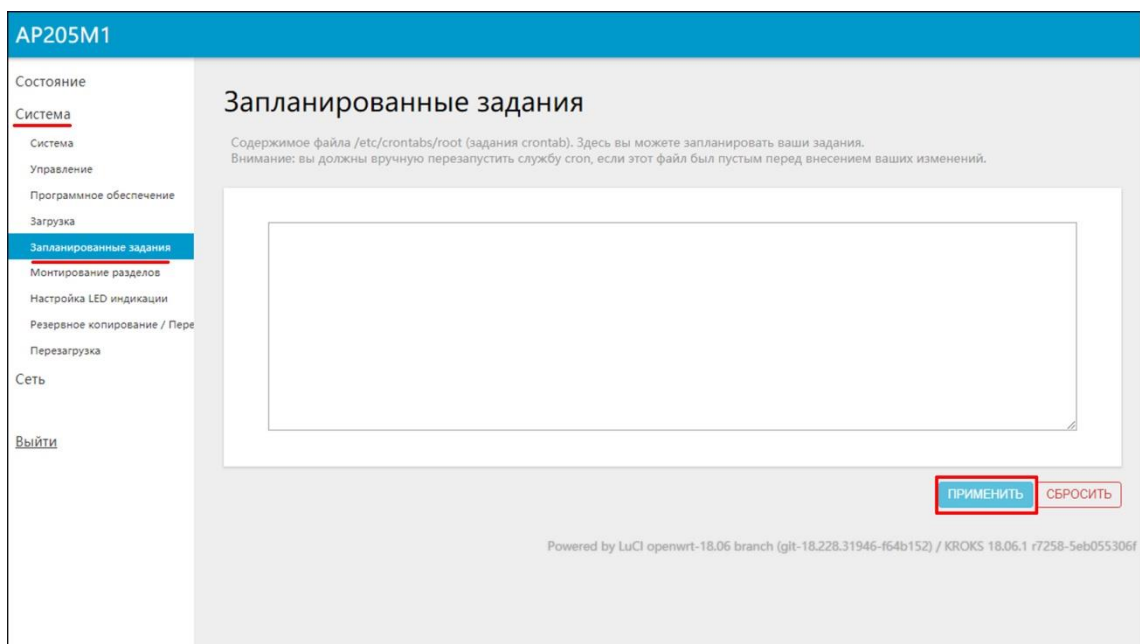 AP205M1
Состояние
Система
Система
Управление
Программное обеспечение
Загрузка
Запланированные задания
Монтирование разделов
Настройка LED индикации
Резервное копирование / Пере
Перезагрузка
Сеть
Выйти
Запланированные задания
Содержимое файла /etc/crontabs/root (задания crontab). Здесь вы можете запланировать ваши задания.
Внимание: вы должны вручную перезапустить службу cron, если этот файл был пустым перед внесением ваших изменений.
ПРИМЕНИТЬ СБРОСИТЬ
Powered by LuCI openwrt-18.06 branch (git-18.228.31946-f64b152) / KROKS 18.06.1 r7258-5eb055306f